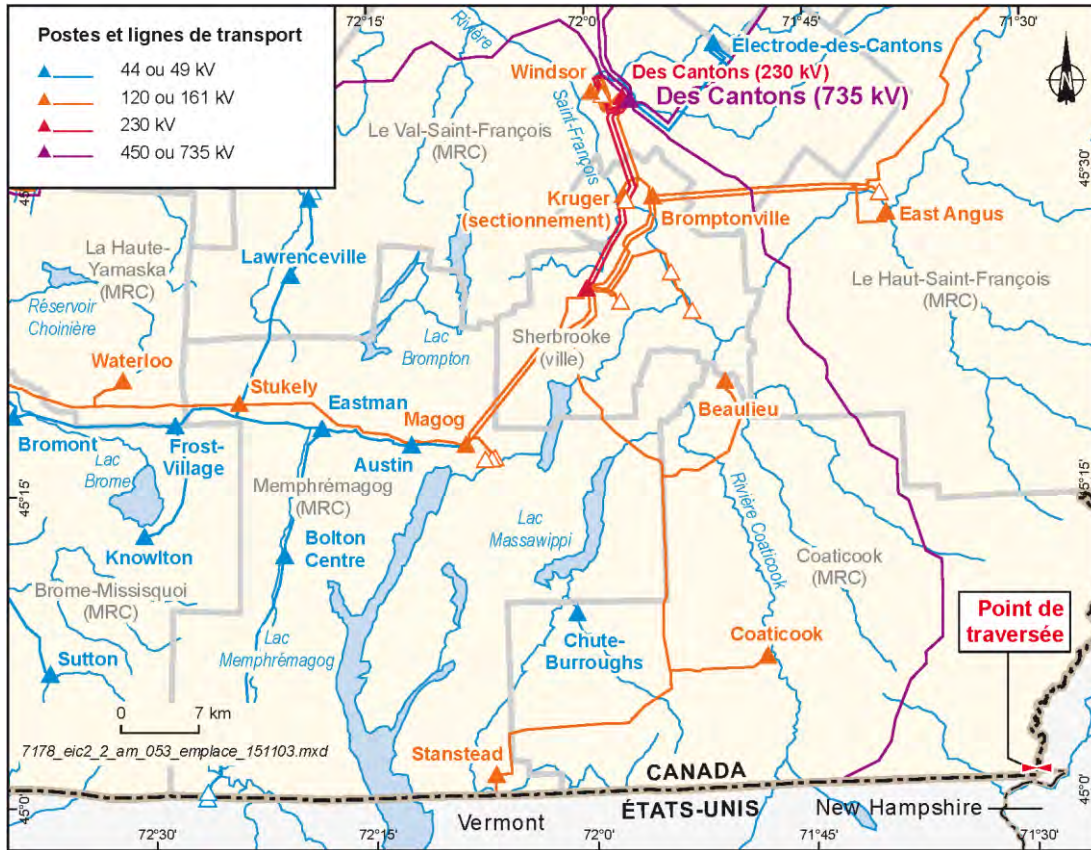 72°15'
72°0'
71°45'
71°30'
Postes et lignes de transport
44 ou 49 kV
120 ou 161 kV
230 kV
450 ou 735 kV
N
Rivière
Saint-François
Électrode-des-Cantons
Windsor
Des Cantons (230 kV)
Des Cantons (735 kV)
Le Val-Saint-François
(MRC)
45°30'
45°30'
Kruger
(sectionnement)
Bromptonville
East Angus
La Haute-
Yamaska
(MRC)
Lawrenceville
Le Haut-Saint-François
(MRC)
Réservoir
Choinière
Lac
Brompton
Sherbrooke
(ville)
Waterloo
Stukely
Eastman
Magog
Beaulieu
Bromont
Frost-
Village
Austin
Lac
Brome
Memphrémagog
(MRC)
45°15'
45°15'
Knowlton
Bolton
Centre
Lac
Massawippi
Rivière Coaticook
Coaticook
(MRC)
Brome-Missisquoi
(MRC)
Point de
traversée
Sutton
Lac
Memphrémagog
Chute-
Burroughs
Coaticook
0 7 km
7178_eic2_2_am_053_emplace_151103.mxd
Stanstead
CANADA
ÉTATS-UNIS
45°0'
45°0'
Vermont
New Hampshire
72°30'
72°15'
72°0'
71°45'
71°30'